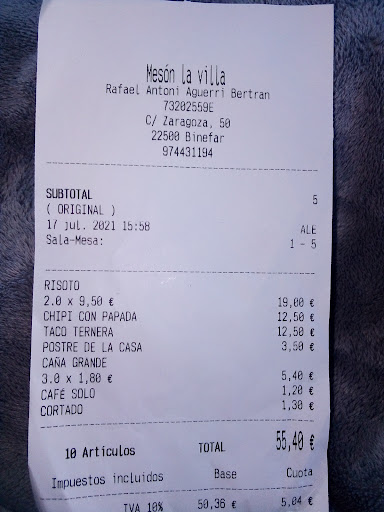 Mesón la villa
Rafael Antoni Aguerri Bertran
73202559E
C/ Zaragoza, 50
22500 Binefar
974431194
SUBTOTAL 5
( ORIGINAL )
17 jul. 2021 15:58 ALE
Sala-Mesa: 1 - 5
RISOTO
2.0 x 9,50 € 19,00 €
CHIPI CON PAPADA 12,50 €
TACO TERNERA 12,50 €
POSTRE DE LA CASA 3,50 €
CAÑA GRANDE
3.0 x 1,80 € 5,40 €
CAFÉ SOLO 1,20 €
CORTADO 1,30 €
10 Artículos TOTAL 55,40 €
Impuestos incluidos Base Cuota
IVA 10% 50,36 € 5,04 €